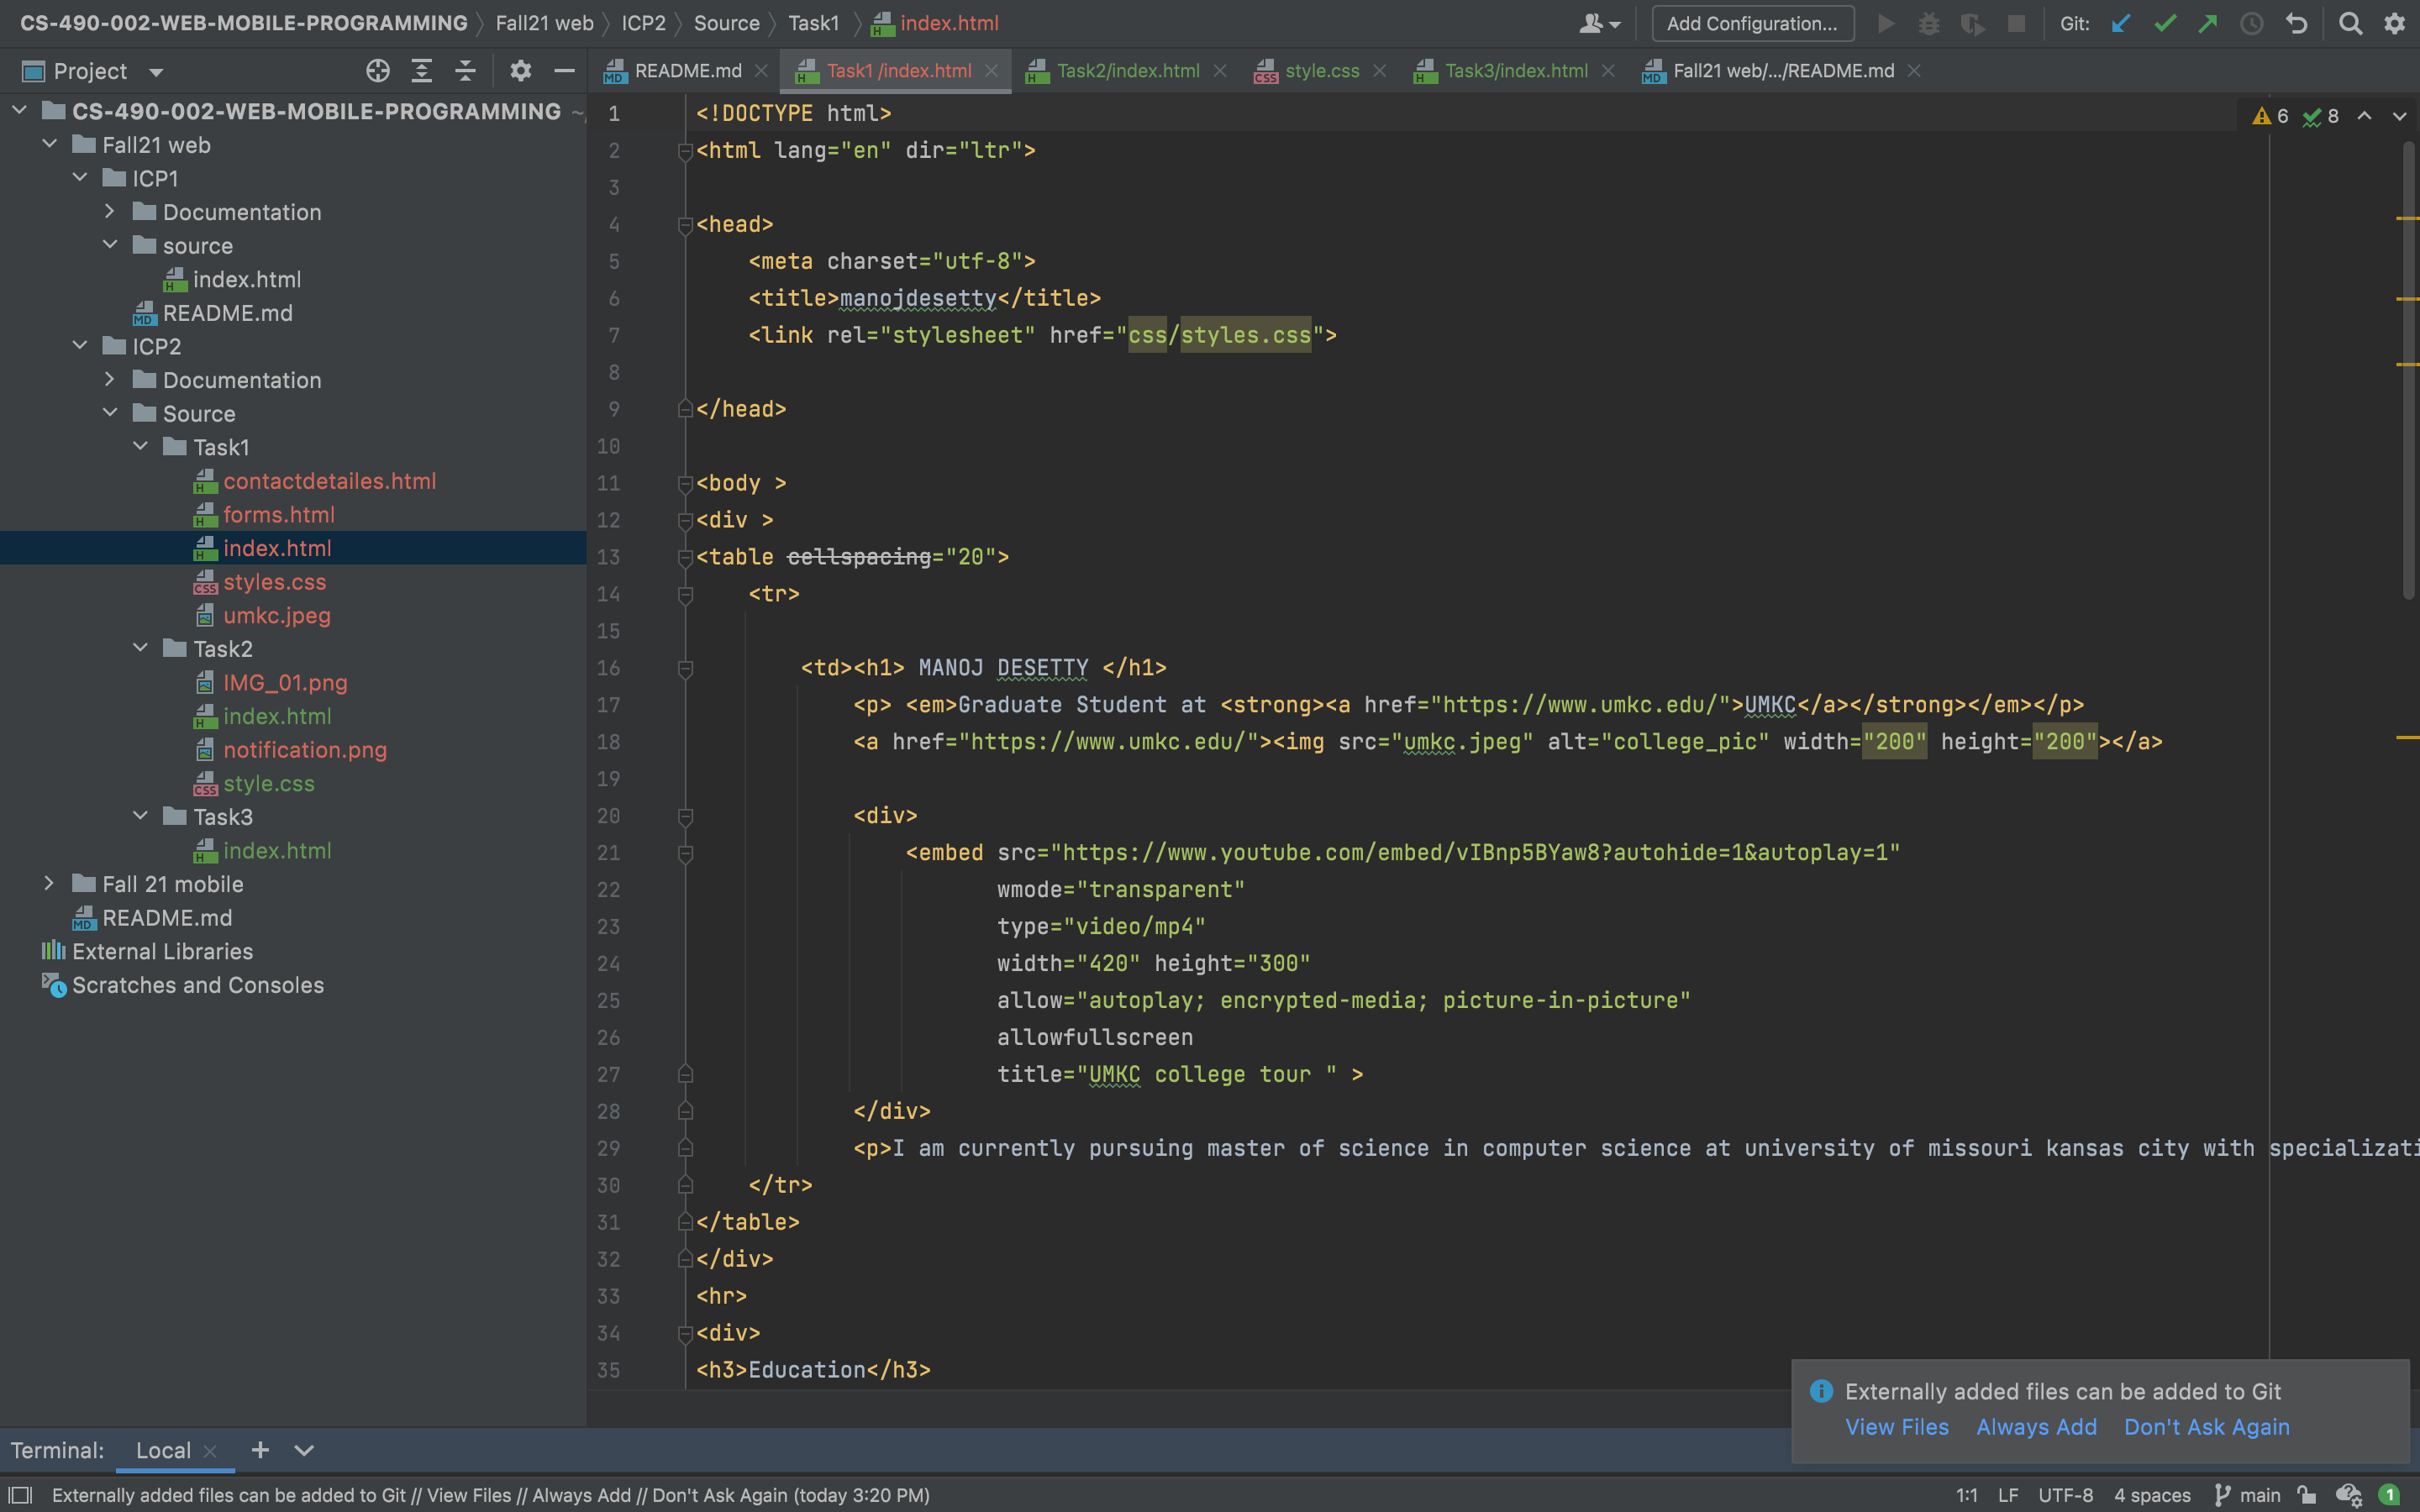 CS-490-002-WEB-MOBILE-PROGRAMMING Fall21 web ICP2 Source Task1 index.html Add Configuration... Git:
Project README.md Task1 /index.html Task2/index.html style.css Task3/index.html Fall21 web/.../README.md
CS-490-002-WEB-MOBILE-PROGRAMMING ~/
Fall21 web
ICP1
Documentation
source
index.html
README.md
ICP2
Documentation
Source
Task1
contactdetailes.html
forms.html
index.html
styles.css
umkc.jpeg
Task2
IMG_01.png
index.html
notification.png
style.css
Task3
index.html
Fall 21 mobile
README.md
External Libraries
Scratches and Consoles
6 8
1 <!DOCTYPE html>
2 <html lang="en" dir="ltr">
3
4 <head>
5 <meta charset="utf-8">
6 <title>manojdesetty</title>
7 <link rel="stylesheet" href="css/styles.css">
8
9 </head>
10
11 <body >
12 <div >
13 <table cellspacing="20">
14 <tr>
15
16 <td><h1> MANOJ DESETTY </h1>
17 <p> <em>Graduate Student at <strong><a href="https://www.umkc.edu/">UMKC</a></strong></em></p>
18 <a href="https://www.umkc.edu/"><img src="umkc.jpeg" alt="college_pic" width="200" height="200"></a>
19
20 <div>
21 <embed src="https://www.youtube.com/embed/vIBnp5BYaw8?autohide=1&autoplay=1"
22 wmode="transparent"
23 type="video/mp4"
24 width="420" height="300"
25 allow="autoplay; encrypted-media; picture-in-picture"
26 allowfullscreen
27 title="UMKC college tour " >
28 </div>
29 <p>I am currently pursuing master of science in computer science at university of missouri kansas city with specializati
30 </tr>
31 </table>
32 </div>
33 <hr>
34 <div>
35 <h3>Education</h3>
Externally added files can be added to Git
View Files Always Add Don't Ask Again
Terminal: Local
Externally added files can be added to Git // View Files // Always Add // Don't Ask Again (today 3:20 PM) 1:1 LF UTF-8 4 spaces main 1